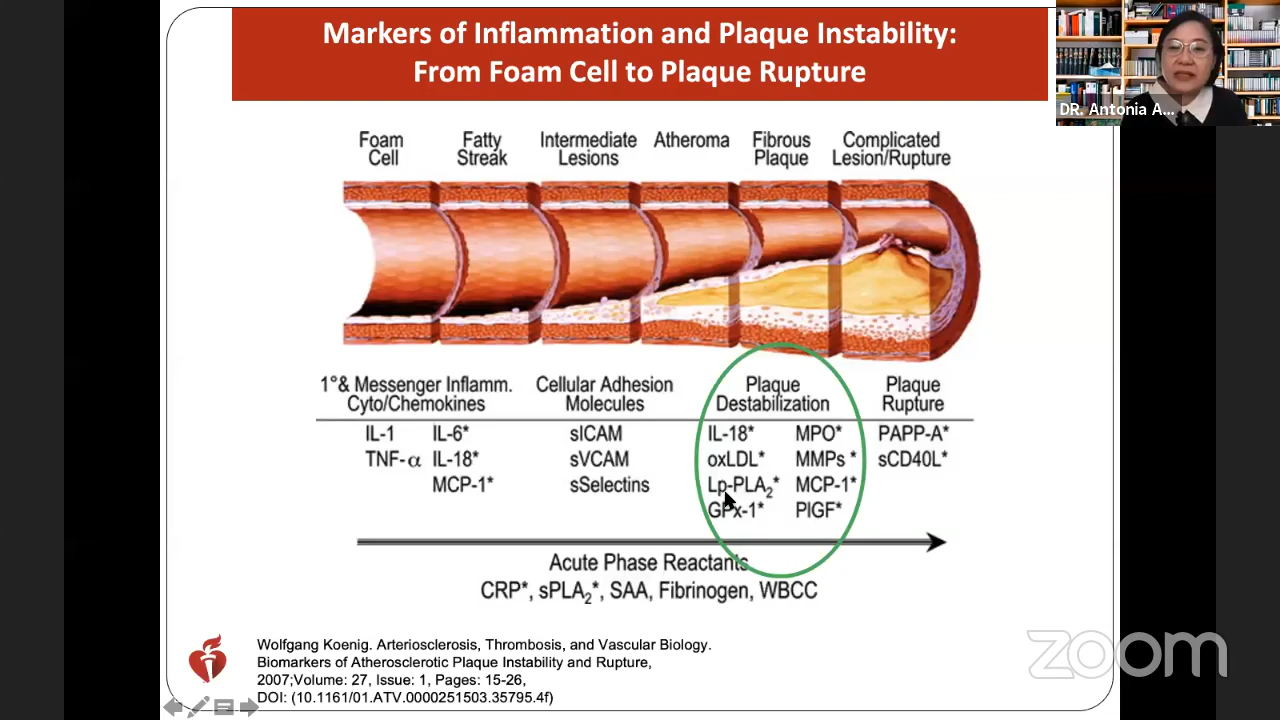 Markers of Inflammation and Plaque Instability:
From Foam Cell to Plaque Rupture
DR. Antonia A...
Foam
Cell
Fatty
Streak
Intermediate
Lesions
Atheroma
Fibrous
Plaque
Complicated
Lesion/Rupture
1°& Messenger Inflamm.
Cyto/Chemokines
Cellular Adhesion
Molecules
Plaque
Destabilization
Plaque
Rupture
IL-1 IL-6* sICAM IL-18* MPO* PAPP-A*
TNF-α IL-18* sVCAM oxLDL* MMPs * sCD40L*
MCP-1* sSelectins Lp-PLA₂* MCP-1*
GPx-1* PlGF*
Acute Phase Reactants
CRP*, sPLA₂*, SAA, Fibrinogen, WBCC
Wolfgang Koenig. Arteriosclerosis, Thrombosis, and Vascular Biology.
Biomarkers of Atherosclerotic Plaque Instability and Rupture,
2007;Volume: 27, Issue: 1, Pages: 15-26,
DOI: (10.1161/01.ATV.0000251503.35795.4f)
zoom